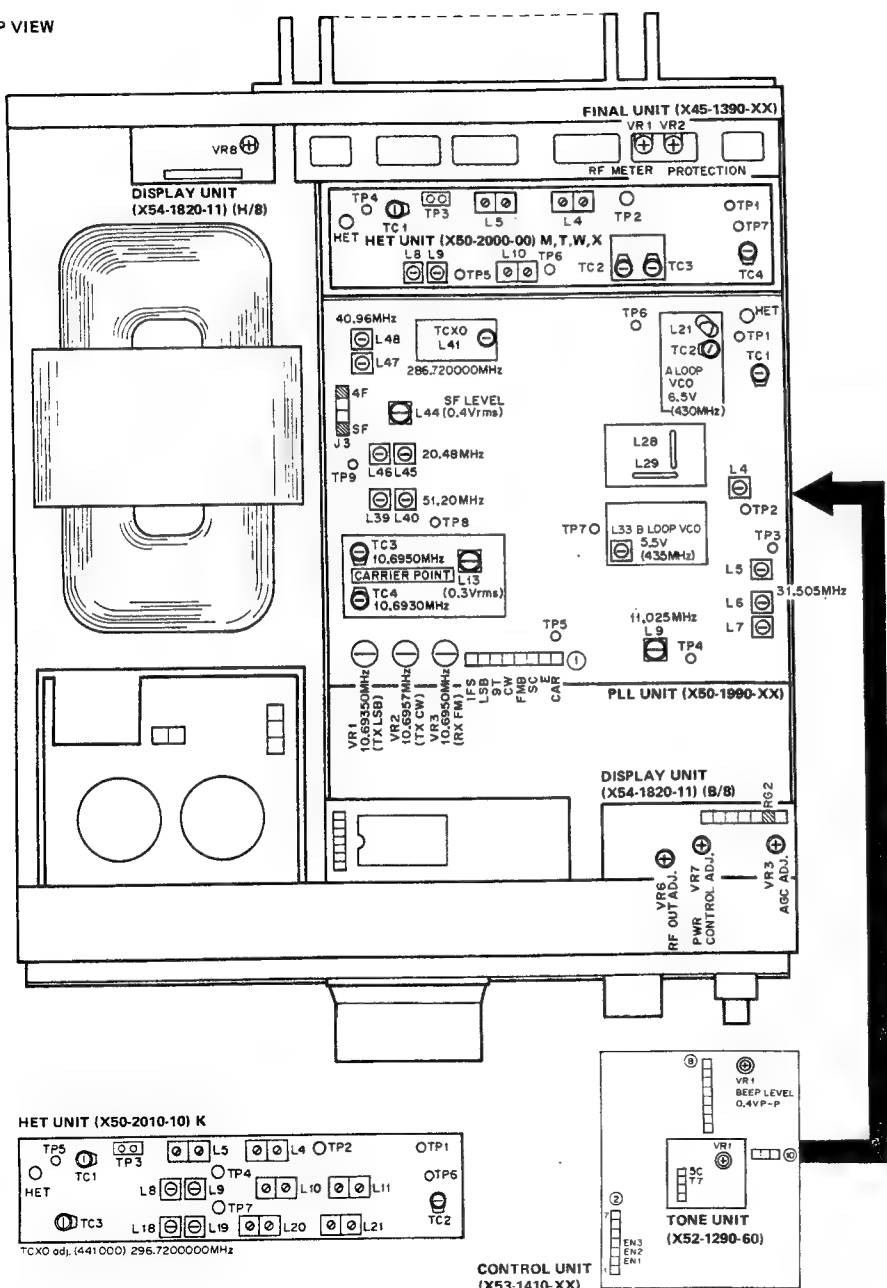 P VIEW
FINAL UNIT (X45-1390-XX)
VR1 VR2
RF METER PROTECTION
VR8
DISPLAY UNIT
(X54-1820-11) (H/8)
TP4
TC1
TP3
L5
L4
TP2
TP1
TP7
HET
HET UNIT (X50-2000-00) M,T,W,X
L8 L9
TP5
L10
TP6
TC2
TC3
TC4
40.96MHz
L48
L47
TCXO
L41
286.720000MHz
TP6
L21
TC2
A LOOP
VCO
6.5V
(430MHz)
HET
TP1
TC1
4F
SF
J3
SF LEVEL
L44 (0.4Vrms)
TP9
L46 L45
20.48MHz
L39 L40
51.20MHz
TP8
L28
L29
L4
TP2
TP7
L33 B LOOP VCO
5.5V
(435MHz)
TP3
L5
L6
31.505MHz
L7
TC3
10.6950MHz
CARRIER POINT
TC4
10.6930MHz
L13
(0.3Vrms)
TP5
11.025MHz
L9
TP4
1
VR1
10.69350MHz
(TX LSB)
VR2
10.6957MHz
(TX CW)
VR3
10.6950MHz
(RX FM)
IFS
LSB
9T
CW
FMB
SC
E
CAR
PLL UNIT (X50-1990-XX)
DISPLAY UNIT
(X54-1820-11) (B/8)
RG2
VR6
RF OUT ADJ.
VR7
PWR
CONTROL ADJ.
VR3
AGC ADJ.
HET UNIT (X50-2010-10) K
TP5
TC1
TP3
L5
L4
TP2
TP1
HET
L8
L9
TP4
L10
L11
TP6
TC3
TP7
L18
L19
L20
L21
TC2
TCXO adj. (441000) 296.7200000MHz
8
VR1
BEEP LEVEL
0.4VP-P
VR1
SC
T7
10
2
7
EN3
EN2
EN1
1
TONE UNIT
(X52-1290-60)
CONTROL UNIT
(X53-1410-XX)